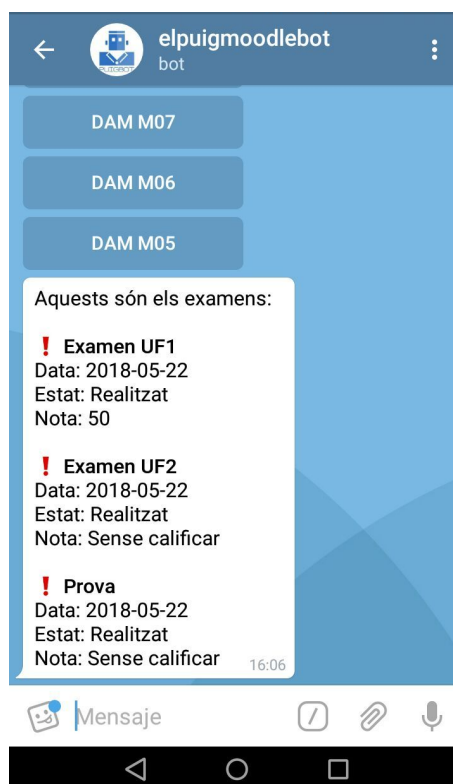 elpuigmoodlebot
bot
PUIGBOT
DAM M07
DAM M06
DAM M05
Aquests són els examens:
❗ Examen UF1
Data: 2018-05-22
Estat: Realitzat
Nota: 50
❗ Examen UF2
Data: 2018-05-22
Estat: Realitzat
Nota: Sense calificar
❗ Prova
Data: 2018-05-22
Estat: Realitzat
Nota: Sense calificar
16:06
Mensaje